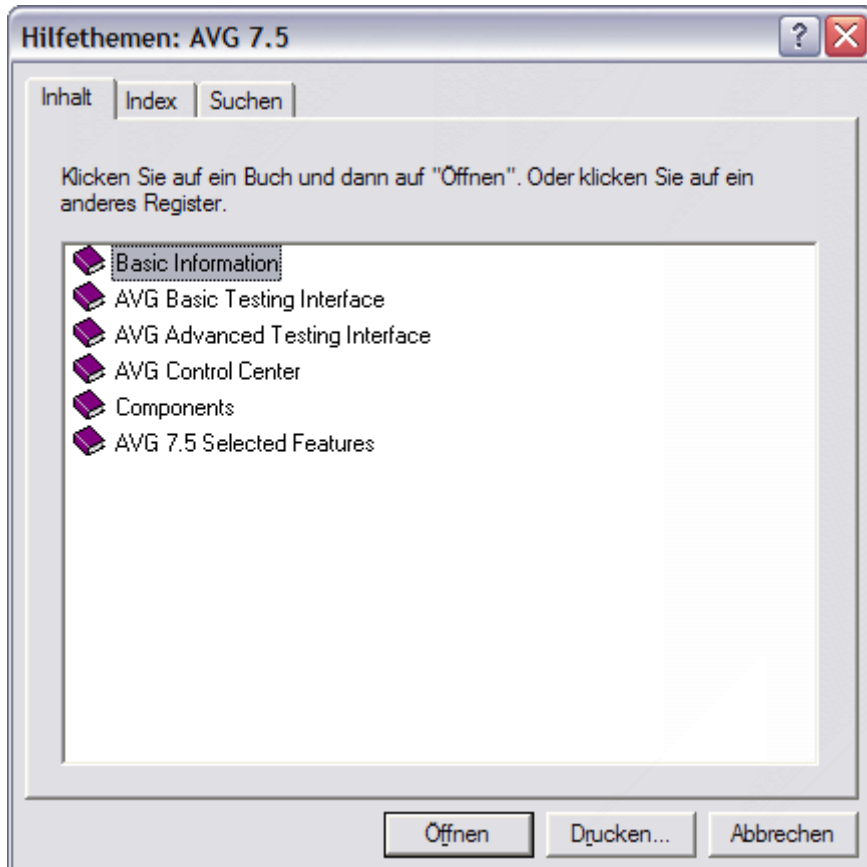 Hilfethemen: AVG 7.5
Inhalt Index Suchen
Klicken Sie auf ein Buch und dann auf "Öffnen". Oder klicken Sie auf ein
anderes Register.
Basic Information
AVG Basic Testing Interface
AVG Advanced Testing Interface
AVG Control Center
Components
AVG 7.5 Selected Features
Öffnen Drucken... Abbrechen